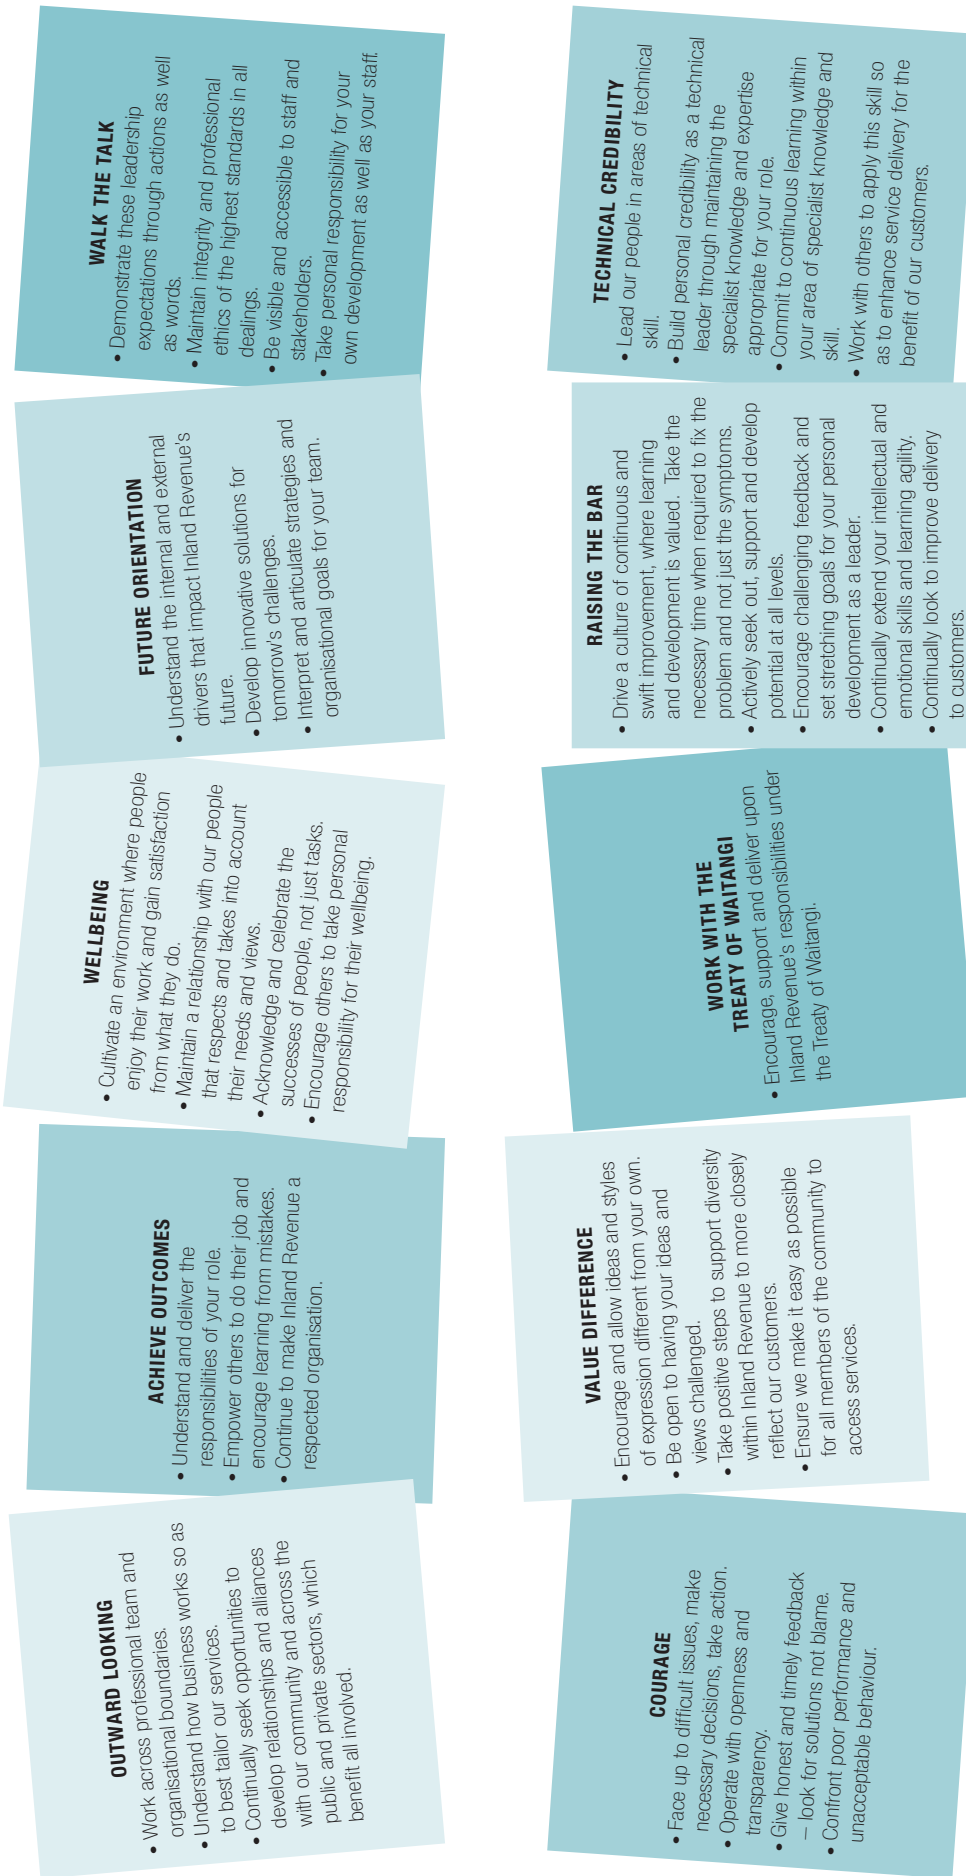 OUTWARD LOOKING
• Work across professional team and
organisational boundaries.
• Understand how business works so as
to best tailor our services.
• Continually seek opportunities to
develop relationships and alliances
with our community and across the
public and private sectors, which
benefit all involved.
ACHIEVE OUTCOMES
• Understand and deliver the
responsibilities of your role.
• Empower others to do their job and
encourage learning from mistakes.
• Continue to make Inland Revenue a
respected organisation.
WELLBEING
• Cultivate an environment where people
enjoy their work and gain satisfaction
from what they do.
• Maintain a relationship with our people
that respects and takes into account
their needs and views.
• Acknowledge and celebrate the
successes of people, not just tasks.
• Encourage others to take personal
responsibility for their wellbeing.
FUTURE ORIENTATION
• Understand the internal and external
drivers that impact Inland Revenue's
future.
• Develop innovative solutions for
tomorrow's challenges.
• Interpret and articulate strategies and
organisational goals for your team.
WALK THE TALK
• Demonstrate these leadership
expectations through actions as well
as words.
• Maintain integrity and professional
ethics of the highest standards in all
dealings.
• Be visible and accessible to staff and
stakeholders.
• Take personal responsibility for your
own development as well as your staff.
COURAGE
• Face up to difficult issues, make
necessary decisions, take action.
• Operate with openness and
transparency.
• Give honest and timely feedback
– look for solutions not blame.
• Confront poor performance and
unacceptable behaviour.
VALUE DIFFERENCE
• Encourage and allow ideas and styles
of expression different from your own.
• Be open to having your ideas and
views challenged.
• Take positive steps to support diversity
within Inland Revenue to more closely
reflect our customers.
• Ensure we make it easy as possible
for all members of the community to
access services.
WORK WITH THE
TREATY OF WAITANGI
• Encourage, support and deliver upon
Inland Revenue's responsibilities under
the Treaty of Waitangi.
RAISING THE BAR
• Drive a culture of continuous and
swift improvement, where learning
and development is valued. Take the
necessary time when required to fix the
problem and not just the symptoms.
• Actively seek out, support and develop
potential at all levels.
• Encourage challenging feedback and
set stretching goals for your personal
development as a leader.
• Continually extend your intellectual and
emotional skills and learning agility.
• Continually look to improve delivery
to customers.
TECHNICAL CREDIBILITY
• Lead our people in areas of technical
skill.
• Build personal credibility as a technical
leader through maintaining the
specialist knowledge and expertise
appropriate for your role.
• Commit to continuous learning within
your area of specialist knowledge and
skill.
• Work with others to apply this skill so
as to enhance service delivery for the
benefit of our customers.